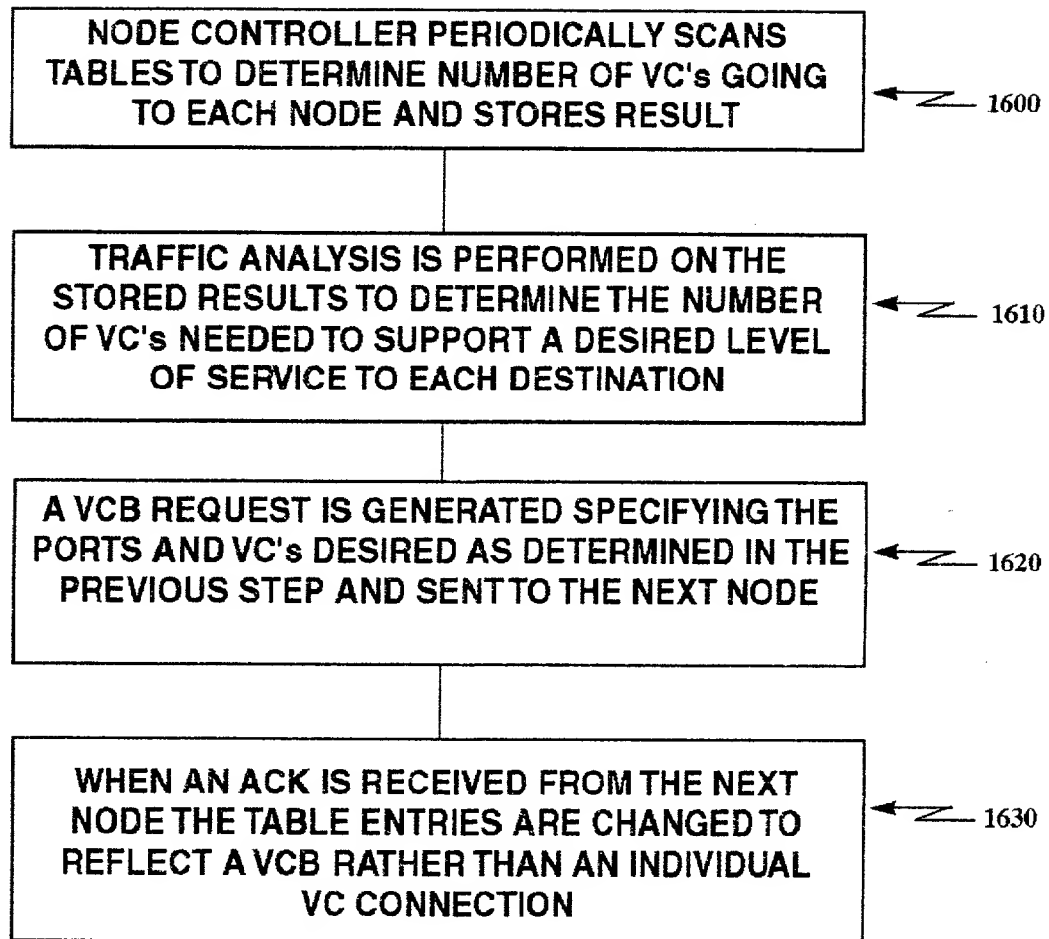 NODE CONTROLLER PERIODICALLY SCANS
TABLES TO DETERMINE NUMBER OF VC's GOING
TO EACH NODE AND STORES RESULT
1600
TRAFFIC ANALYSIS IS PERFORMED ON THE
STORED RESULTS TO DETERMINE THE NUMBER
OF VC's NEEDED TO SUPPORT A DESIRED LEVEL
OF SERVICE TO EACH DESTINATION
1610
A VCB REQUEST IS GENERATED SPECIFYING THE
PORTS AND VC's DESIRED AS DETERMINED IN THE
PREVIOUS STEP AND SENT TO THE NEXT NODE
1620
WHEN AN ACK IS RECEIVED FROM THE NEXT
NODE THE TABLE ENTRIES ARE CHANGED TO
REFLECT A VCB RATHER THAN AN INDIVIDUAL
VC CONNECTION
1630